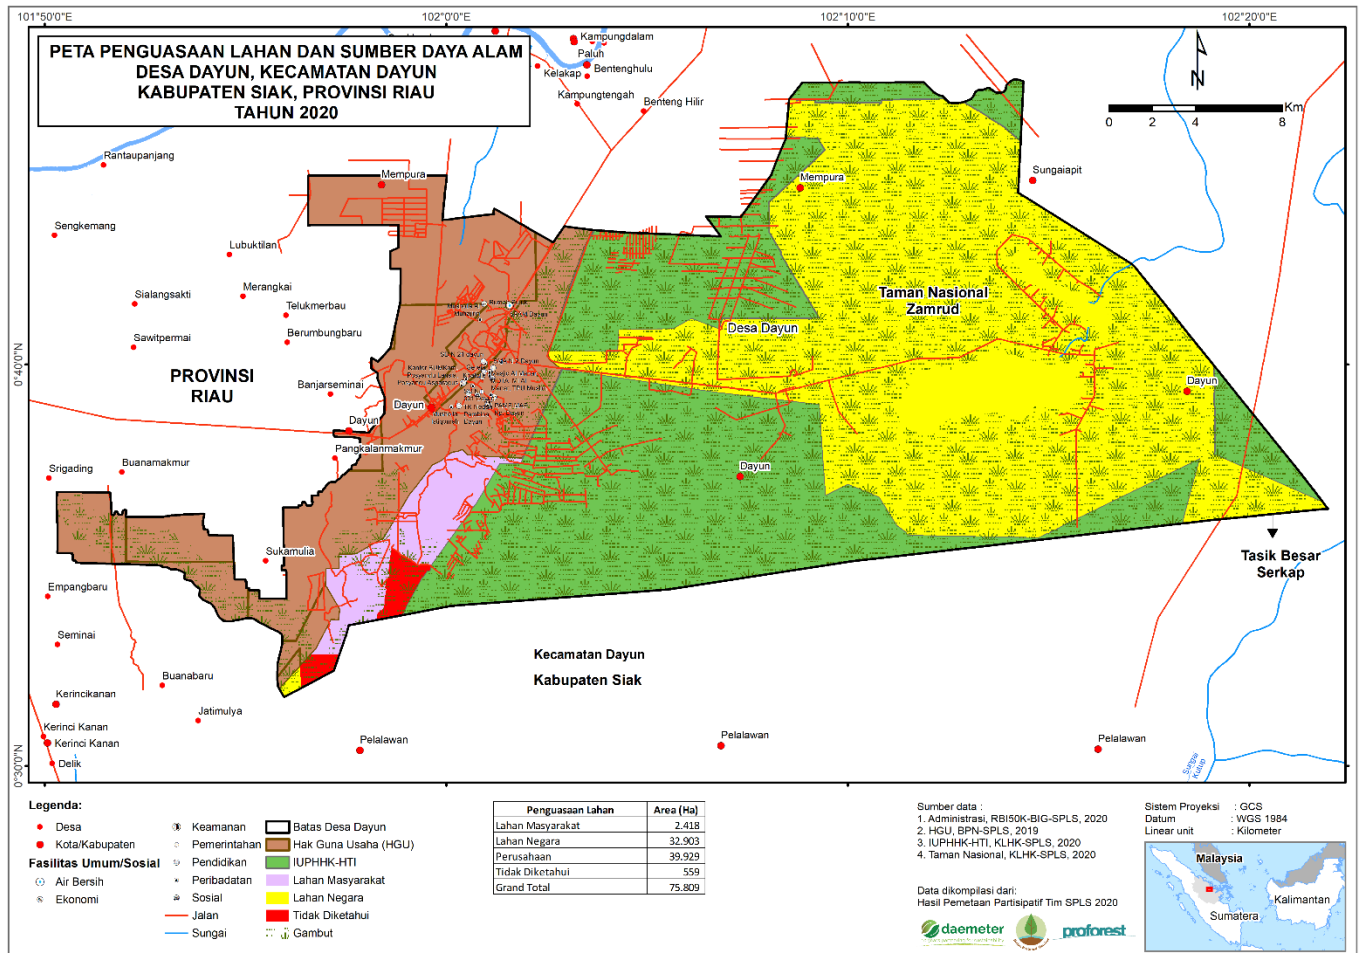 101°50'0"E
102°0'0"E
102°10'0"E
102°20'0"E
PETA PENGUASAAN LAHAN DAN SUMBER DAYA ALAM
DESA DAYUN, KECAMATAN DAYUN
KABUPATEN SIAK, PROVINSI RIAU
TAHUN 2020
Kampungdalam
Paluh
Kelakap
Bentenghulu
Kampungtengah
Benteng Hilir
N
Km
0 2 4 8
Rantaupanjang
Mempura
Mempura
Sungaiapit
Sengkemang
Lubuktilan
Merangkai
Sialangsakti
Telukmerbau
Sawitpermai
Berumbungbaru
Taman Nasional
Zamrud
Desa Dayun
0°40'0"N
PROVINSI
RIAU
Banjarseminai
Dayun
Dayun
Dayun
Pangkalanmakmur
Dayun
Srigading
Buanamakmur
Sukamulia
Tasik Besar
Serkap
Empangbaru
Seminai
Kecamatan Dayun
Kabupaten Siak
Buanabaru
Kerincikanan
Jatimulya
Kerinci Kanan
Kerinci Kanan
Delik
Pelalawan
Pelalawan
Pelalawan
Sungai
Kutup
0°30'0"N
Legenda:
Desa
Kota/Kabupaten
Fasilitas Umum/Sosial
Air Bersih
Ekonomi
Keamanan
Pemerintahan
Pendidikan
Peribadatan
Sosial
Jalan
Sungai
Batas Desa Dayun
Hak Guna Usaha (HGU)
IUPHHK-HTI
Lahan Masyarakat
Lahan Negara
Tidak Diketahui
Gambut
Penguasaan Lahan Area (Ha)
Lahan Masyarakat 2.418
Lahan Negara 32.903
Perusahaan 39.929
Tidak Diketahui 559
Grand Total 75.809
Sumber data :
1. Administrasi, RBI50K-BIG-SPLS, 2020
2. HGU, BPN-SPLS, 2019
3. IUPHHK-HTI, KLHK-SPLS, 2020
4. Taman Nasional, KLHK-SPLS, 2020
Data dikompilasi dari:
Hasil Pemetaan Partisipatif Tim SPLS 2020
daemeter
proforest
Sistem Proyeksi : GCS
Datum : WGS 1984
Linear unit : Kilometer
Malaysia
Kalimantan
Sumatera